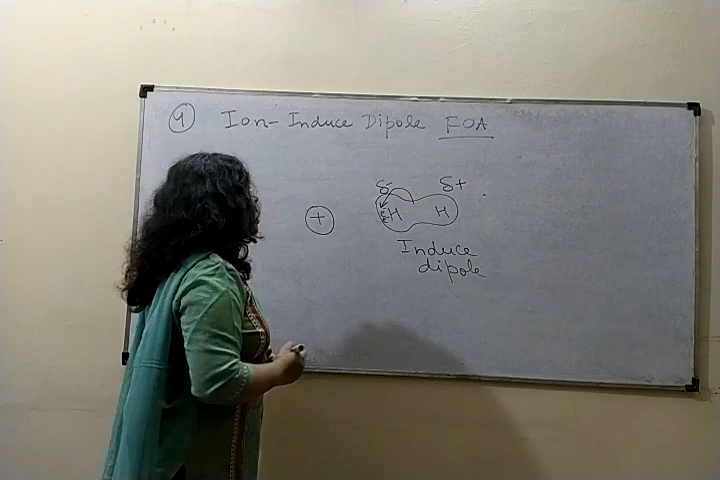 4 Ion-Induce Dipole FOA
δ- δ+
+ e e H H
Induce
dipole